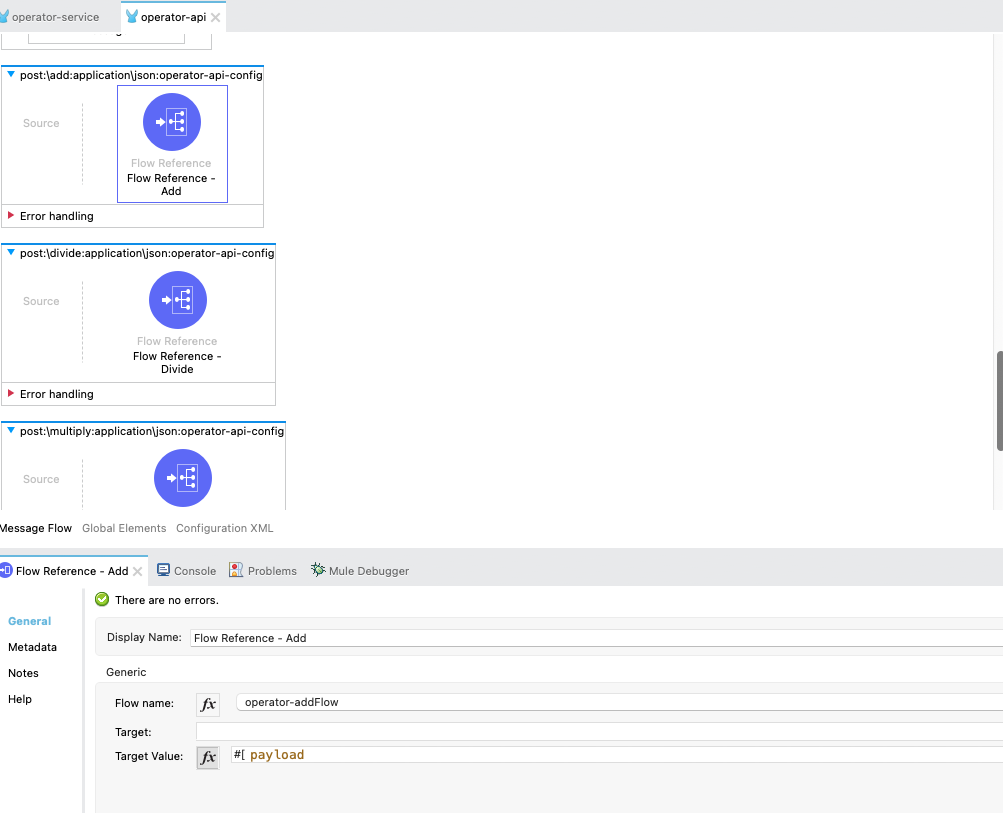 operator-service
operator-api
post:\add:application\json:operator-api-config
Source
Flow Reference
Flow Reference -
Add
Error handling
post:\divide:application\json:operator-api-config
Source
Flow Reference
Flow Reference -
Divide
Error handling
post:\multiply:application\json:operator-api-config
Source
Message Flow Global Elements Configuration XML
Flow Reference - Add Console Problems Mule Debugger
There are no errors.
General
Metadata
Notes
Help
Display Name: Flow Reference - Add
Generic
Flow name: fx operator-addFlow
Target:
Target Value: fx #[ payload